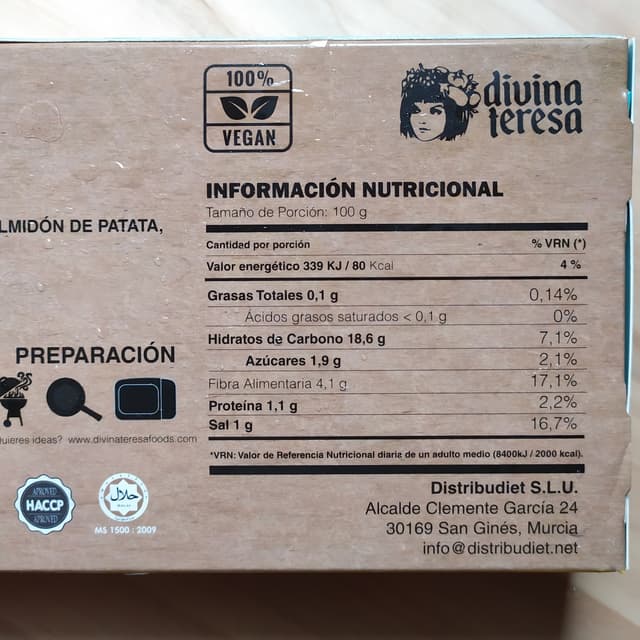 100%
VEGAN
divina
teresa
INFORMACIÓN NUTRICIONAL
Tamaño de Porción: 100 g
LMIDÓN DE PATATA,
Cantidad por porción % VRN (*)
Valor energético 339 KJ / 80 Kcal 4 %
Grasas Totales 0,1 g 0,14%
Ácidos grasos saturados < 0,1 g 0%
Hidratos de Carbono 18,6 g 7,1%
Azúcares 1,9 g 2,1%
Fibra Alimentaria 4,1 g 17,1%
Proteína 1,1 g 2,2%
Sal 1 g 16,7%
*VRN: Valor de Referencia Nutricional diaria de un adulto medio (8400kJ / 2000 kcal).
PREPARACIÓN
uieres ideas? www.divinateresafoods.com
APROVED
HACCP
APROVED
حلال
HALAL
MS 1500 : 2009
Distribudiet S.L.U.
Alcalde Clemente García 24
30169 San Ginés, Murcia
info@distribudiet.net